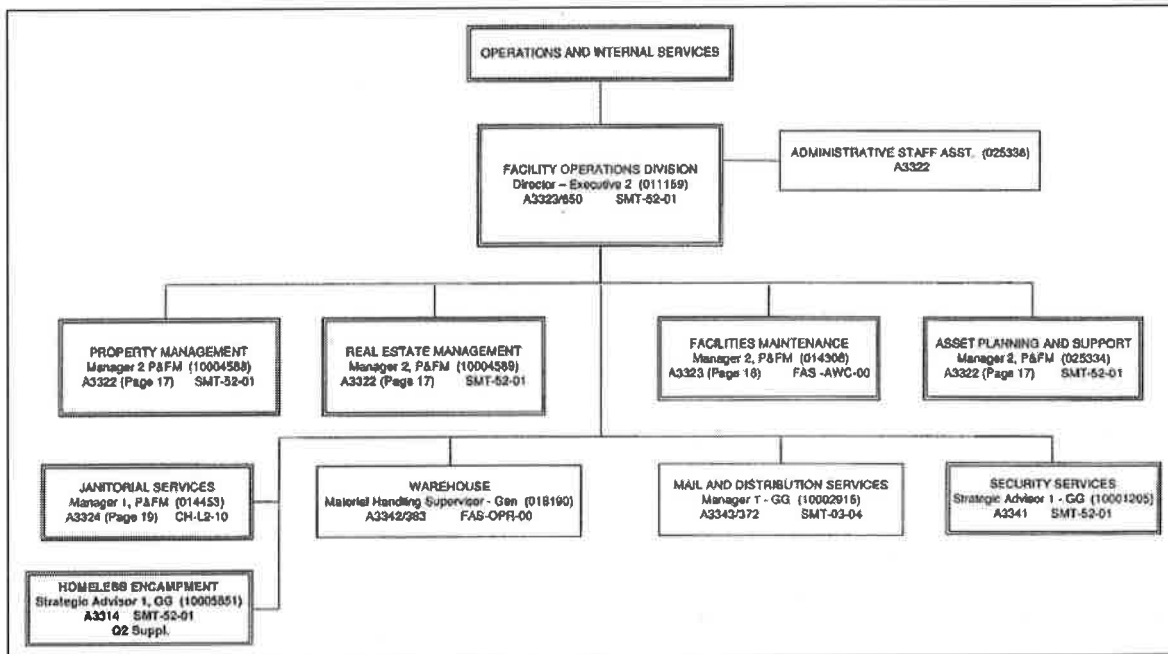 OPERATIONS AND INTERNAL SERVICES
FACILITY OPERATIONS DIVISION
Director – Executive 2 (011159)
A3323/650 SMT-52-01
ADMINISTRATIVE STAFF ASST. (025336)
A3322
PROPERTY MANAGEMENT
Manager 2 P&FM (10004588)
A3322 (Page 17) SMT-52-01
REAL ESTATE MANAGEMENT
Manager 2, P&FM (10004589)
A3322 (Page 17) SMT-52-01
FACILITIES MAINTENANCE
Manager 2, P&FM (014306)
A3323 (Page 18) FAS -AWC-00
ASSET PLANNING AND SUPPORT
Manager 2, P&FM (025334)
A3322 (Page 17) SMT-52-01
JANITORIAL SERVICES
Manager 1, P&FM (014453)
A3324 (Page 19) CH-L2-10
WAREHOUSE
Material Handling Supervisor - Gen (018190)
A3342/383 FAS-OPR-00
MAIL AND DISTRIBUTION SERVICES
Manager 1 - GG (10002915)
A3343/372 SMT-03-04
SECURITY SERVICES
Strategic Advisor 1 - GG (10001205)
A3341 SMT-52-01
HOMELESS ENCAMPMENT
Strategic Advisor 1, GG (10005851)
A3314 SMT-52-01
Q2 Suppl.